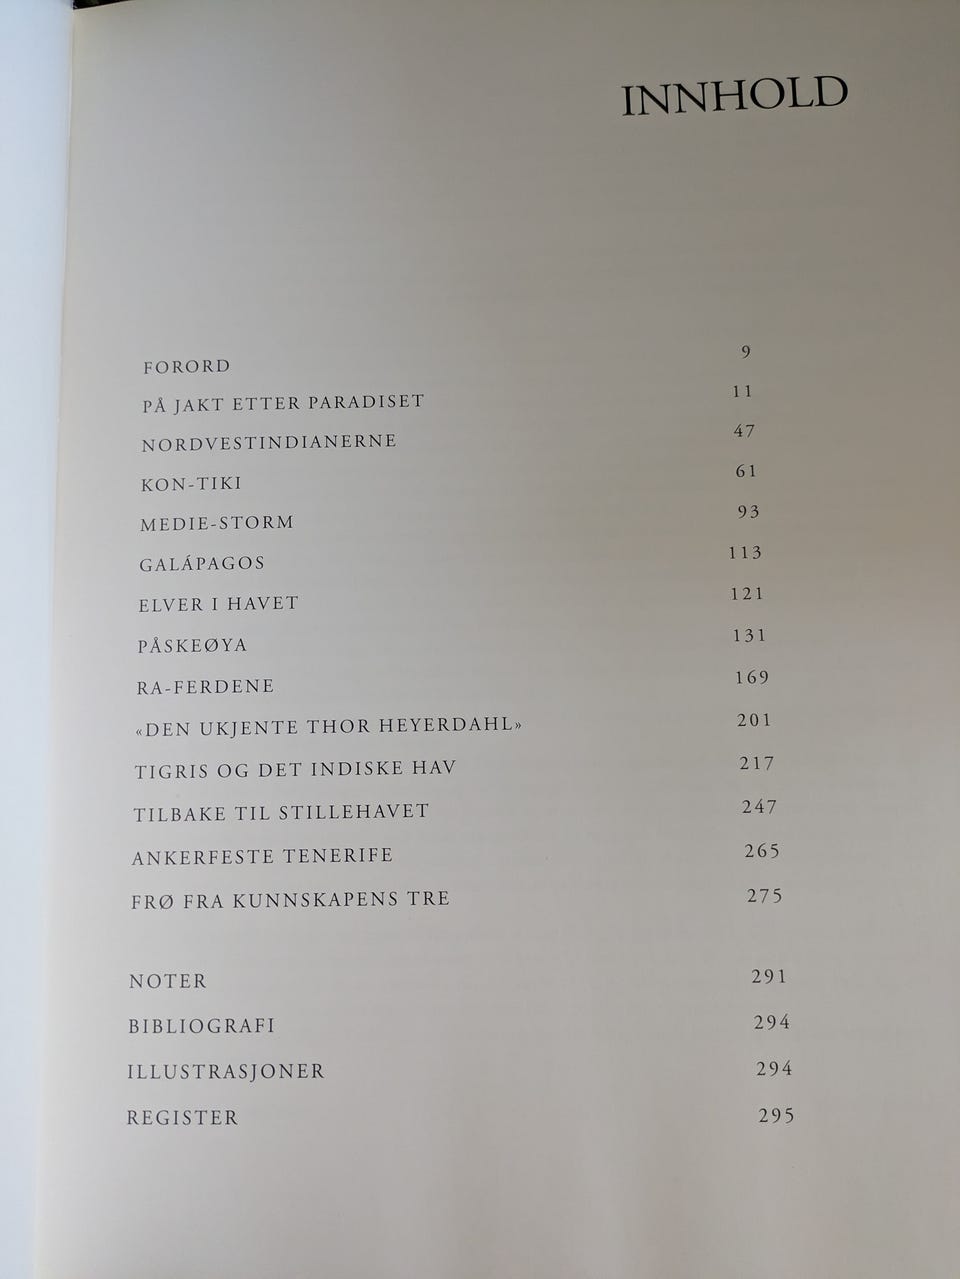 INNHOLD
FORORD 9
PÅ JAKT ETTER PARADISET 11
NORDVESTINDIANERNE 47
KON-TIKI 61
MEDIE-STORM 93
GALÁPAGOS 113
ELVER I HAVET 121
PÅSKEØYA 131
RA-FERDENE 169
«DEN UKJENTE THOR HEYERDAHL» 201
TIGRIS OG DET INDISKE HAV 217
TILBAKE TIL STILLEHAVET 247
ANKERFESTE TENERIFE 265
FRØ FRA KUNNSKAPENS TRE 275
NOTER 291
BIBLIOGRAFI 294
ILLUSTRASJONER 294
REGISTER 295